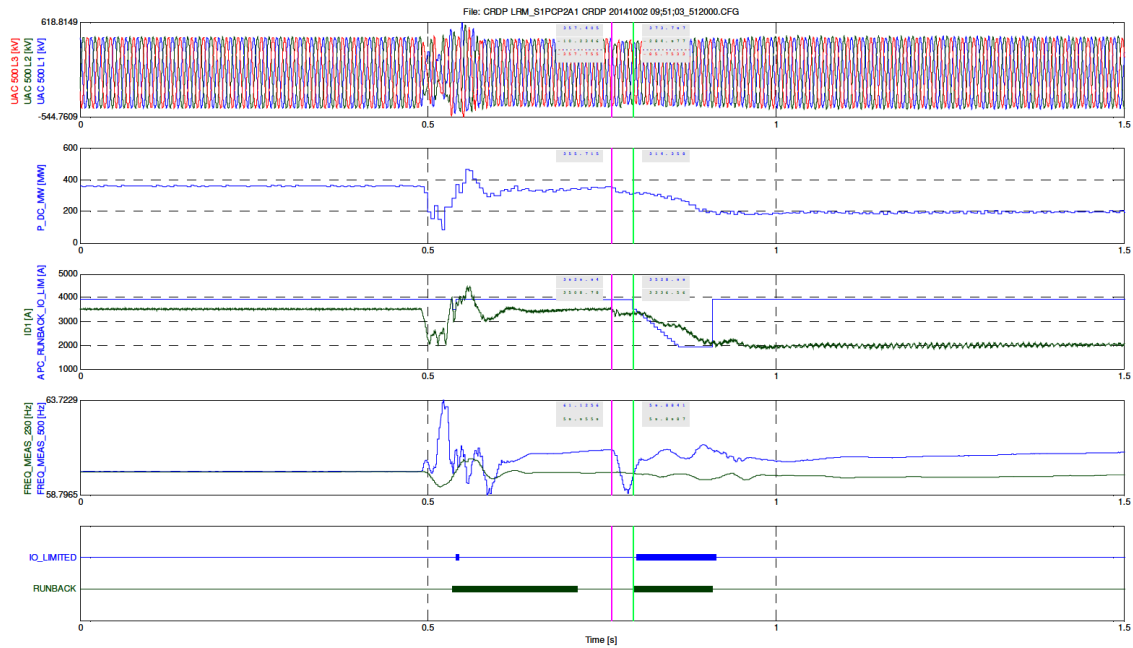 File: CRDP LRM_S1PCP2A1 CRDP 20141002 09;51;03_512000.CFG
618.8149
-544.7609
UAC 500 L3 [kV]
UAC 500 L2 [kV]
UAC 500 L1 [kV]
0
0.5
1
1.5
600
400
200
0
P_DC_MW [MW]
0
0.5
1
1.5
5000
4000
3000
2000
1000
APC_RUNBACK_IO_LIM [A]
ID1 [A]
0
0.5
1
1.5
63.7229
58.7965
FREQ_MEAS_230 [Hz]
FREQ_MEAS_500 [Hz]
0
0.5
1
1.5
IO_LIMITED
RUNBACK
0
0.5
1
1.5
Time [s]